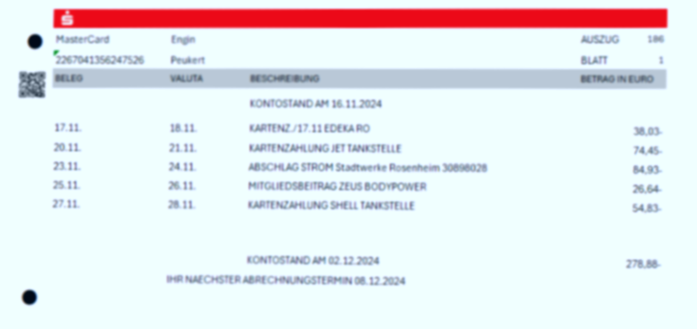 MasterCard Engin AUSZUG 186
2267041356247526 Peukert BLATT 1
BELEG VALUTA BESCHREIBUNG BETRAG IN EURO
KONTOSTAND AM 16.11.2024
17.11. 18.11. KARTENZ./17.11 EDEKA RO 38,03-
20.11. 21.11. KARTENZAHLUNG JET TANKSTELLE 74,45-
23.11. 24.11. ABSCHLAG STROM Stadtwerke Rosenheim 30898028 84,93-
25.11. 26.11. MITGLIEDSBEITRAG ZEUS BODYPOWER 26,64-
27.11. 28.11. KARTENZAHLUNG SHELL TANKSTELLE 54,83-
KONTOSTAND AM 02.12.2024 278,88-
IHR NAECHSTER ABRECHNUNGSTERMIN 08.12.2024